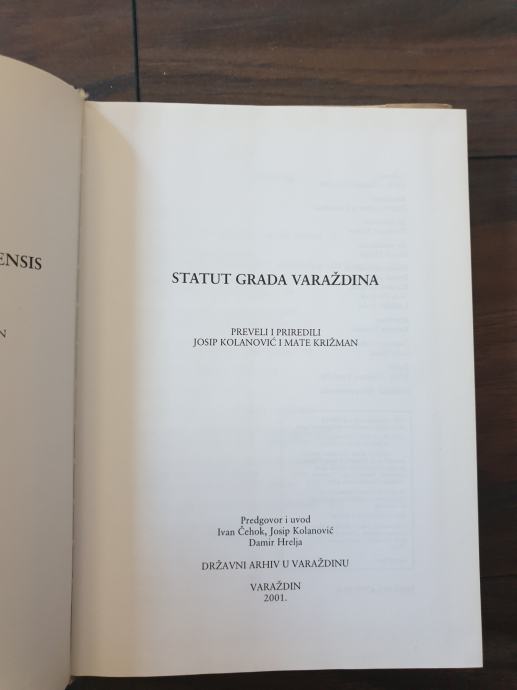 ENSIS
N
STATUT GRADA VARAŽDINA
PREVELI I PRIREDILI
JOSIP KOLANOVIĆ I MATE KRIŽMAN
Predgovor i uvod
Ivan Čehok, Josip Kolanović
Damir Hrelja
DRŽAVNI ARHIV U VARAŽDINU
VARAŽDIN
2001.